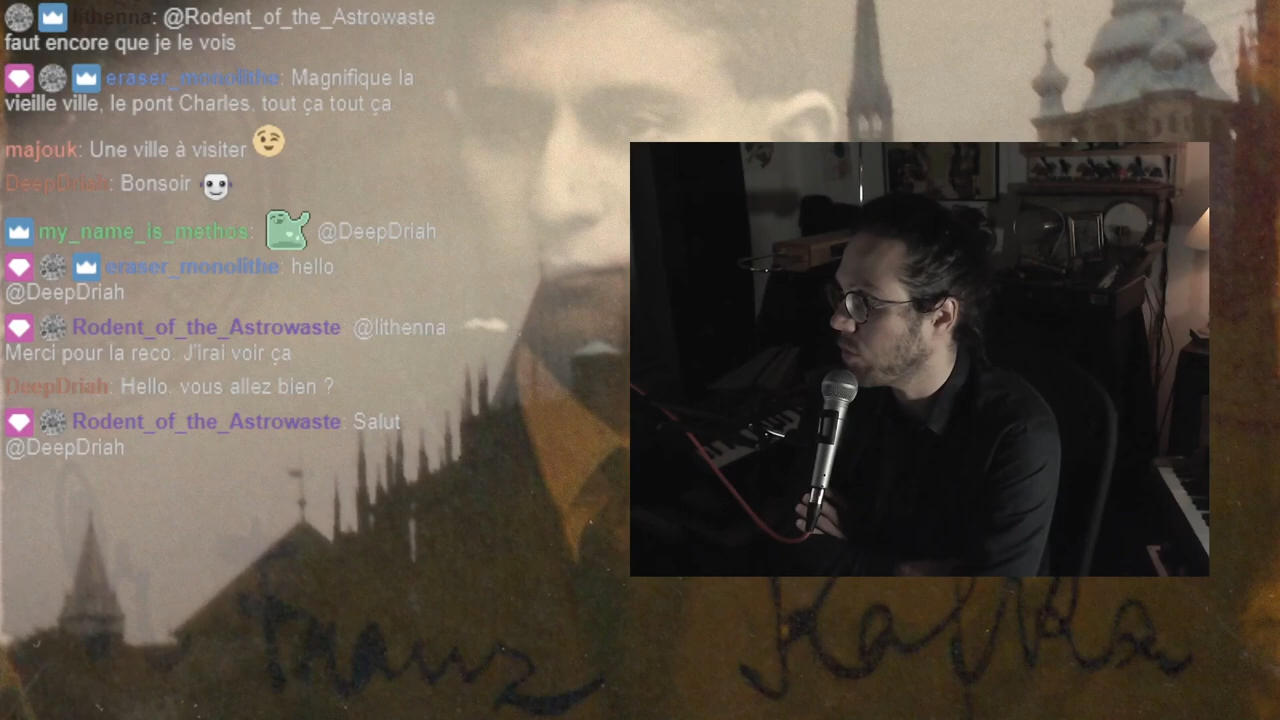 lithenna: @Rodent_of_the_Astrowaste
faut encore que je le vois
eraser_monolithe: Magnifique la
vieille ville, le pont Charles, tout ça tout ça
majouk: Une ville à visiter
DeepDriah: Bonsoir
my_name_is_methos: @DeepDriah
eraser_monolithe: hello
@DeepDriah
Rodent_of_the_Astrowaste @lithenna
Merci pour la reco. J'irai voir ça
DeepDriah: Hello, vous allez bien ?
Rodent_of_the_Astrowaste: Salut
@DeepDriah
Franz Kafka